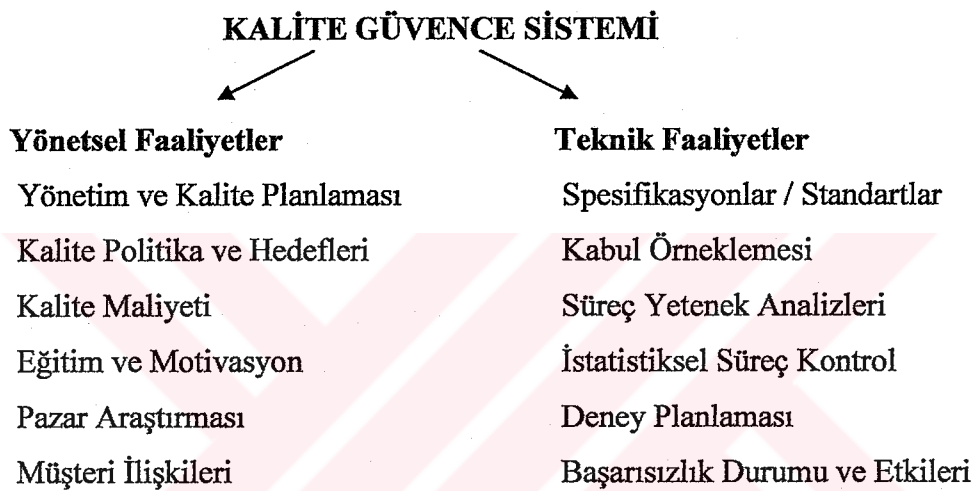 KALİTE GÜVENCE SİSTEMİ
Yönetsel Faaliyetler
Yönetim ve Kalite Planlaması
Kalite Politika ve Hedefleri
Kalite Maliyeti
Eğitim ve Motivasyon
Pazar Araştırması
Müşteri İlişkileri
Teknik Faaliyetler
Spesifikasyonlar / Standartlar
Kabul Örneklemesi
Süreç Yetenek Analizleri
İstatistiksel Süreç Kontrol
Deney Planlaması
Başarısızlık Durumu ve Etkileri